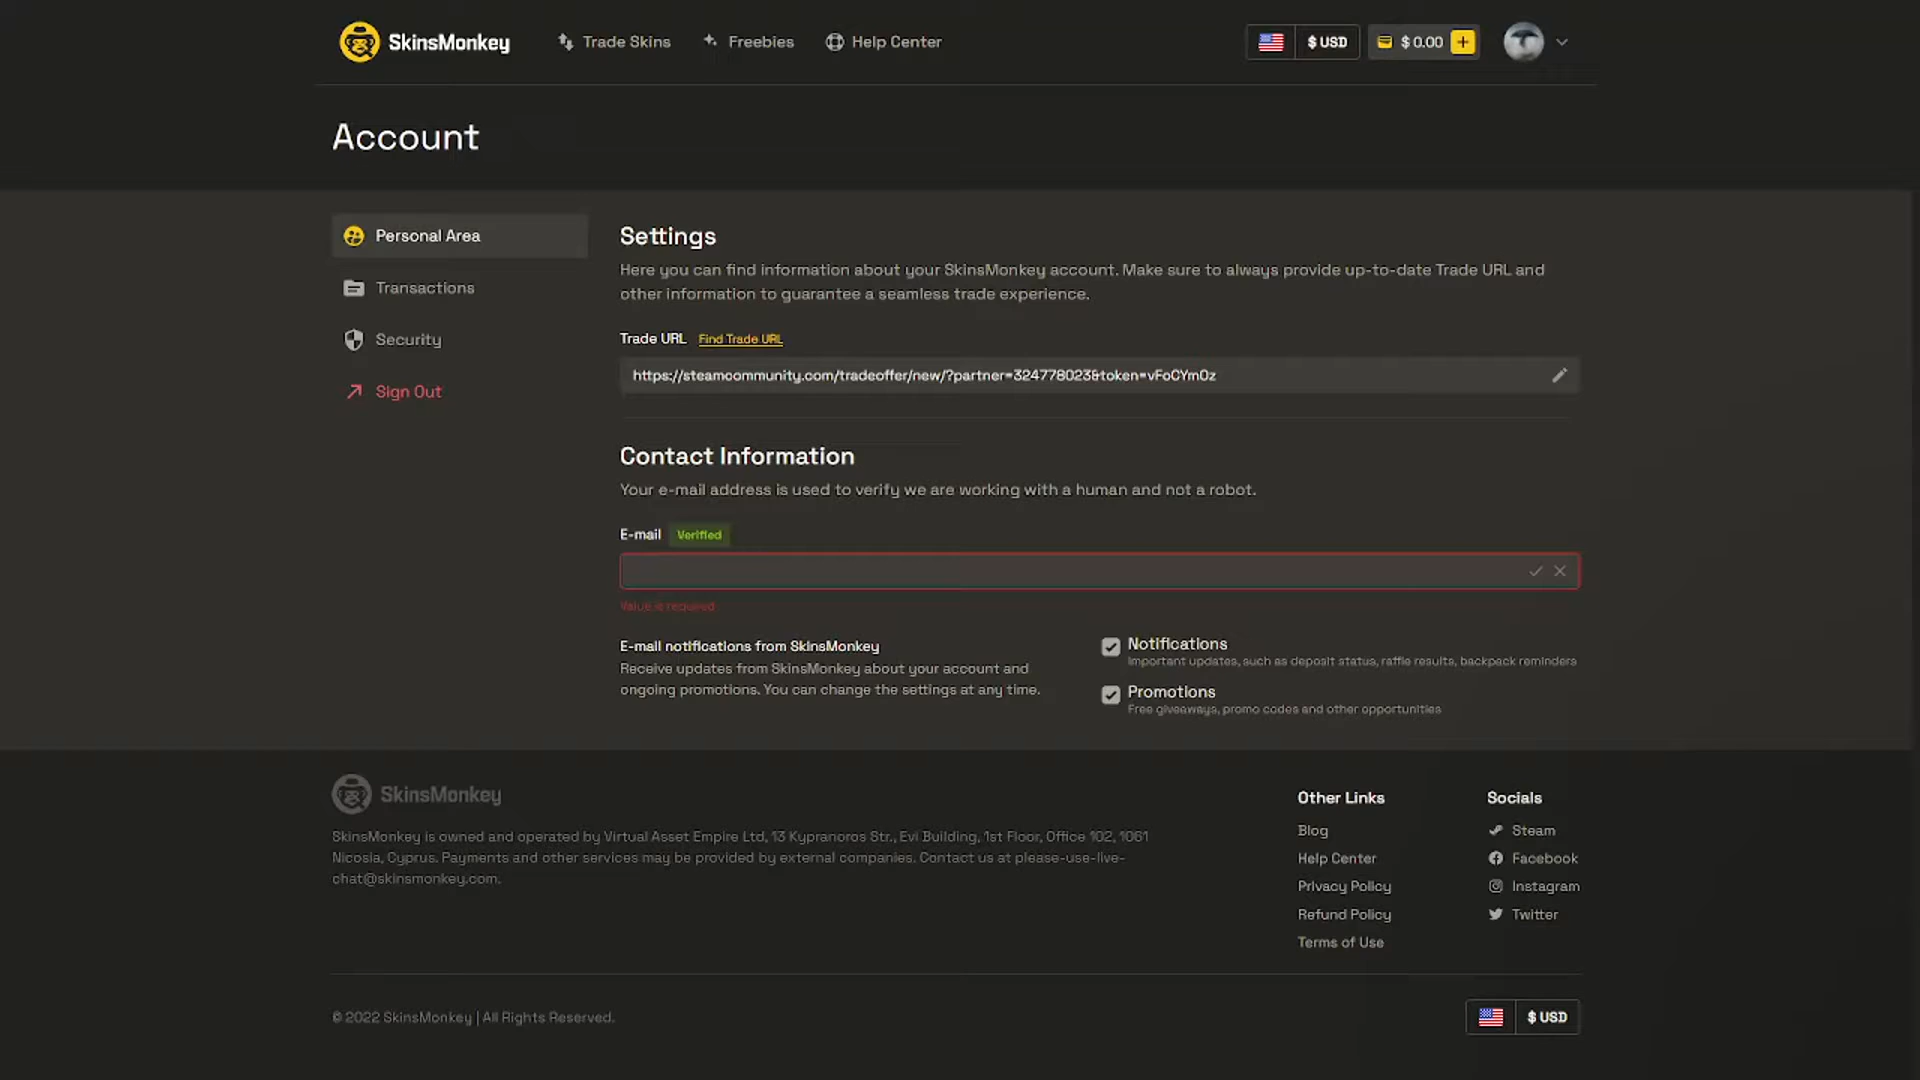 SkinsMonkey
Trade Skins
Freebies
Help Center
$ USD
$ 0.00
Account
Personal Area
Transactions
Security
Sign Out
Settings
Here you can find information about your SkinsMonkey account. Make sure to always provide up-to-date Trade URL and
other information to guarantee a seamless trade experience.
Trade URL Find Trade URL
https://steamcommunity.com/tradeoffer/new/?partner=324778023&token=vFoCYmOz
Contact Information
Your e-mail address is used to verify we are working with a human and not a robot.
E-mail Verified
Value is required
E-mail notifications from SkinsMonkey
Receive updates from SkinsMonkey about your account and
ongoing promotions. You can change the settings at any time.
Notifications
Important updates, such as deposit status, raffle results, backpack reminders
Promotions
Free giveaways, promo codes and other opportunities
SkinsMonkey
SkinsMonkey is owned and operated by Virtual Asset Empire Ltd, 13 Kypranoros Str., Evi Building, 1st Floor, Office 102, 1061
Nicosia, Cyprus. Payments and other services may be provided by external companies. Contact us at please-use-live-
chat@skinsmonkey.com.
Other Links
Blog
Help Center
Privacy Policy
Refund Policy
Terms of Use
Socials
Steam
Facebook
Instagram
Twitter
© 2022 SkinsMonkey | All Rights Reserved.
$ USD